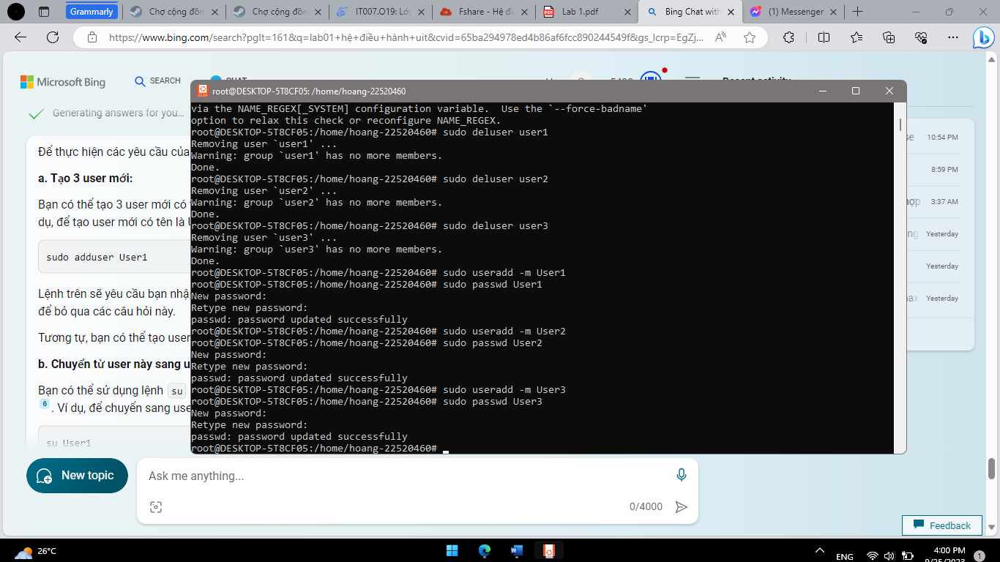 Grammarly
Chợ cộng đồn
Chợ cộng đồn
IT007.O19: Lớp
Fshare - Hệ đi
Lab 1.pdf
Bing Chat with
(1) Messenger
https://www.bing.com/search?pglt=161&q=lab01+hệ+điều+hành+uit&cvid=65ba294978ed4b86af6fcc890244549f&gs_lcrp=EgZj...
Microsoft Bing
SEARCH
CHAT
Recent activity
Generating answers for you...
Để thực hiện các yêu cầu của
a. Tạo 3 user mới:
Bạn có thể tạo 3 user mới có
dụ, để tạo user mới có tên là
sudo adduser User1
Lệnh trên sẽ yêu cầu bạn nhậ
để bỏ qua các câu hỏi này.
Tương tự, bạn có thể tạo user
b. Chuyển từ user này sang u
Bạn có thể sử dụng lệnh su
6 . Ví dụ, để chuyển sang use
su User1
root@DESKTOP-5T8CF05: /home/hoang-22520460
via the NAME_REGEX[_SYSTEM] configuration variable.  Use the `--force-badname'
option to relax this check or reconfigure NAME_REGEX.
root@DESKTOP-5T8CF05:/home/hoang-22520460# sudo deluser user1
Removing user `user1' ...
Warning: group `user1' has no more members.
Done.
root@DESKTOP-5T8CF05:/home/hoang-22520460# sudo deluser user2
Removing user `user2' ...
Warning: group `user2' has no more members.
Done.
root@DESKTOP-5T8CF05:/home/hoang-22520460# sudo deluser user3
Removing user `user3' ...
Warning: group `user3' has no more members.
Done.
root@DESKTOP-5T8CF05:/home/hoang-22520460# sudo useradd -m User1
root@DESKTOP-5T8CF05:/home/hoang-22520460# sudo passwd User1
New password:
Retype new password:
passwd: password updated successfully
root@DESKTOP-5T8CF05:/home/hoang-22520460# sudo useradd -m User2
root@DESKTOP-5T8CF05:/home/hoang-22520460# sudo passwd User2
New password:
Retype new password:
passwd: password updated successfully
root@DESKTOP-5T8CF05:/home/hoang-22520460# sudo useradd -m User3
root@DESKTOP-5T8CF05:/home/hoang-22520460# sudo passwd User3
New password:
Retype new password:
passwd: password updated successfully
root@DESKTOP-5T8CF05:/home/hoang-22520460#
se 10:54 PM
8:59 PM
hợp 3:37 AM
ng Yesterday
Yesterday
nax Yesterday
New topic
Ask me anything...
0/4000
Feedback
26°C
ENG
4:00 PM
9/25/2023
1